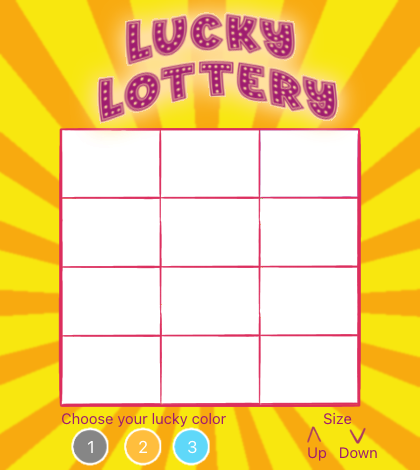 LUCKY
LOTTERY
Choose your lucky color
Size
1 2 3
Up Down